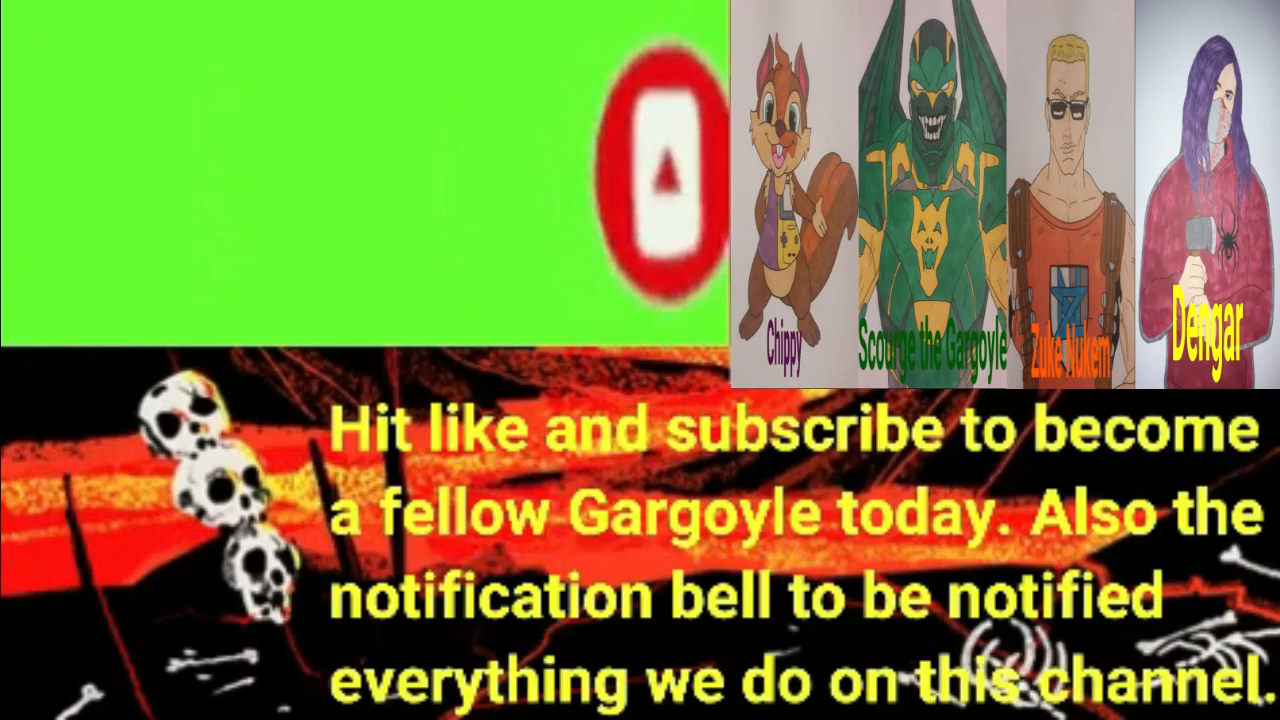 Chippy
Scourge the Gargoyle
Zuke Nukem
Dengar
Hit like and subscribe to become
a fellow Gargoyle today. Also the
notification bell to be notified
everything we do on this channel.